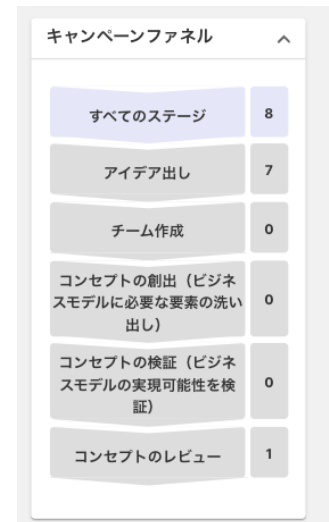 キャンペーンファネル
すべてのステージ 8
アイデア出し 7
チーム作成 0
コンセプトの創出（ビジネ
スモデルに必要な要素の洗い 0
出し）
コンセプトの検証（ビジネ
スモデルの実現可能性を検 0
証）
コンセプトのレビュー 1